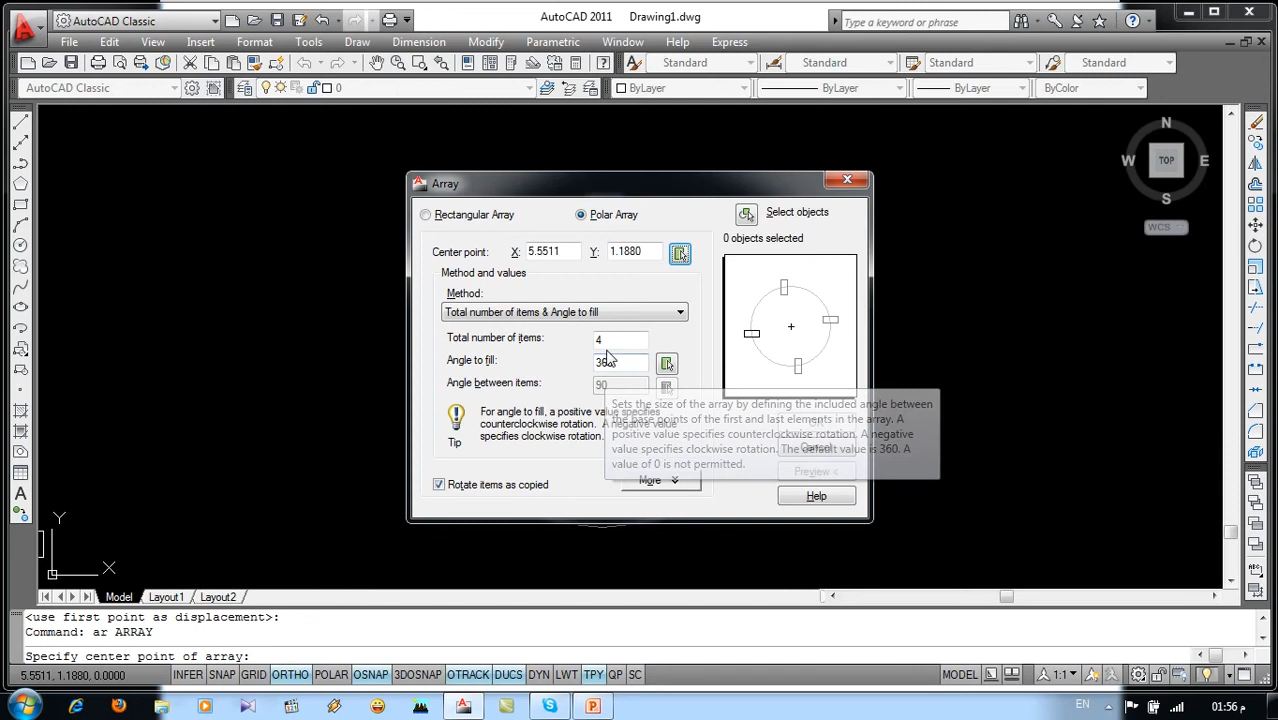 AutoCAD Classic
AutoCAD 2011 Drawing1.dwg
Type a keyword or phrase
File Edit View Insert Format Tools Draw Dimension Modify Parametric Window Help Express
Standard Standard Standard Standard
AutoCAD Classic 0 ByLayer ByLayer ByLayer ByColor
N
W TOP E
S
WCS
Array
Rectangular Array Polar Array Select objects
0 objects selected
Center point: X: 5.5511 Y: 1.1880
Method and values
Method:
Total number of items & Angle to fill
Total number of items: 4
Angle to fill:
Angle between items: 90
For angle to fill, a positive value specifies
counterclockwise rotation. A negative value
specifies clockwise rotation.
Tip
Sets the size of the array by defining the included angle between
the base points of the first and last elements in the array. A
positive value specifies counterclockwise rotation. A negative
value specifies clockwise rotation. The default value is 360. A
value of 0 is not permitted.
Cancel
Preview <
Rotate items as copied More Help
Y
X
Model Layout1 Layout2
<use first point as displacement>:
Command: ar ARRAY
Specify center point of array:
5.5511, 1.1880, 0.0000 INFER SNAP GRID ORTHO POLAR OSNAP 3DOSNAP OTRACK DUCS DYN LWT TPY QP SC MODEL 1:1
EN 01:56 م